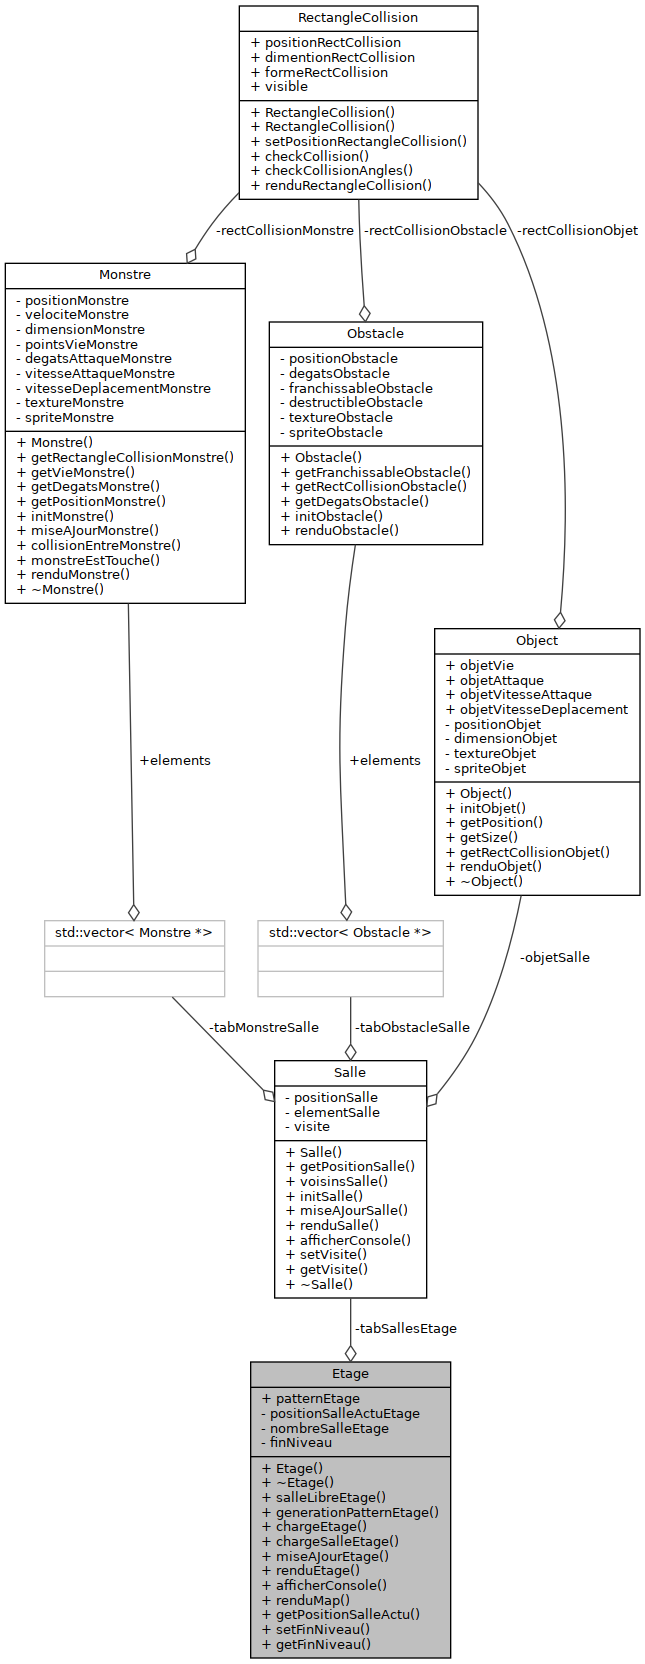 RectangleCollision
+ positionRectCollision
+ dimentionRectCollision
+ formeRectCollision
+ visible
+ RectangleCollision()
+ RectangleCollision()
+ setPositionRectangleCollision()
+ checkCollision()
+ checkCollisionAngles()
+ renduRectangleCollision()
-rectCollisionMonstre
-rectCollisionObstacle
-rectCollisionObjet
Monstre
- positionMonstre
- velociteMonstre
- dimensionMonstre
- pointsVieMonstre
- degatsAttaqueMonstre
- vitesseAttaqueMonstre
- vitesseDeplacementMonstre
- textureMonstre
- spriteMonstre
+ Monstre()
+ getRectangleCollisionMonstre()
+ getVieMonstre()
+ getDegatsMonstre()
+ getPositionMonstre()
+ initMonstre()
+ miseAJourMonstre()
+ collisionEntreMonstre()
+ monstreEstTouche()
+ renduMonstre()
+ ~Monstre()
Obstacle
- positionObstacle
- degatsObstacle
- franchissableObstacle
- destructibleObstacle
- textureObstacle
- spriteObstacle
+ Obstacle()
+ getFranchissableObstacle()
+ getRectCollisionObstacle()
+ getDegatsObstacle()
+ initObstacle()
+ renduObstacle()
Object
+ objetVie
+ objetAttaque
+ objetVitesseAttaque
+ objetVitesseDeplacement
- positionObjet
- dimensionObjet
- textureObjet
- spriteObjet
+ Object()
+ initObjet()
+ getPosition()
+ getSize()
+ getRectCollisionObjet()
+ renduObjet()
+ ~Object()
+elements
+elements
std::vector< Monstre *>
std::vector< Obstacle *>
-objetSalle
-tabMonstreSalle
-tabObstacleSalle
Salle
- positionSalle
- elementSalle
- visite
+ Salle()
+ getPositionSalle()
+ voisinsSalle()
+ initSalle()
+ miseAJourSalle()
+ renduSalle()
+ afficherConsole()
+ setVisite()
+ getVisite()
+ ~Salle()
-tabSallesEtage
Etage
+ patternEtage
- positionSalleActuEtage
- nombreSalleEtage
- finNiveau
+ Etage()
+ ~Etage()
+ salleLibreEtage()
+ generationPatternEtage()
+ chargeEtage()
+ chargeSalleEtage()
+ miseAJourEtage()
+ renduEtage()
+ afficherConsole()
+ renduMap()
+ getPositionSalleActu()
+ setFinNiveau()
+ getFinNiveau()